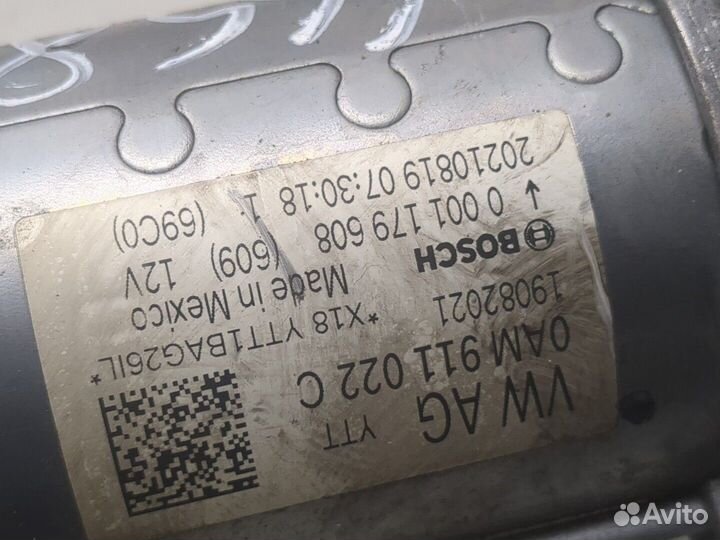 VW AG YTT
0AM 911 022 C
19082021 *X18 YTT1BAG26IL*
BOSCH Made in Mexico
0 001 179 608 (609) 12V
20210819 07:30:18 1. (69C0)
Avito